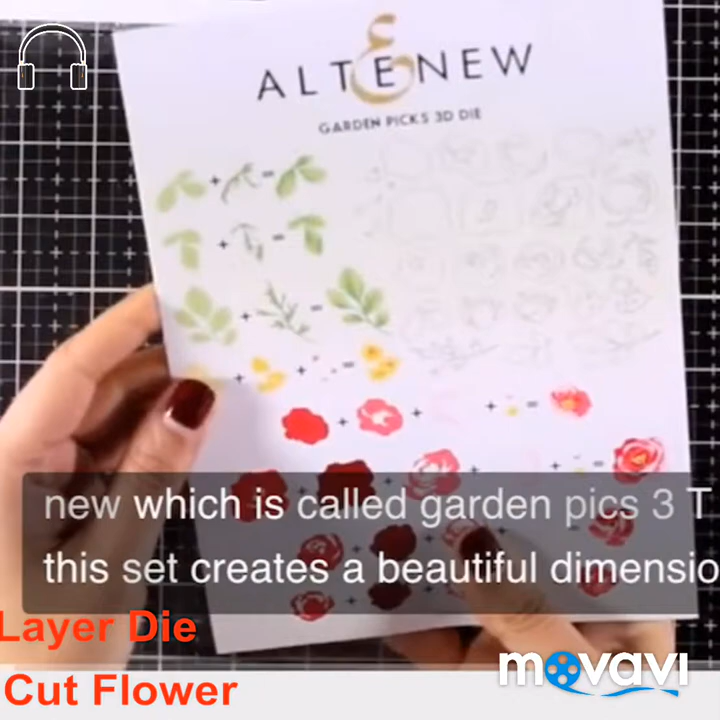 ALTENEW
GARDEN PICKS 3D DIE
new which is called garden pics 3 T
this set creates a beautiful dimensio
Layer Die
Cut Flower
movavi